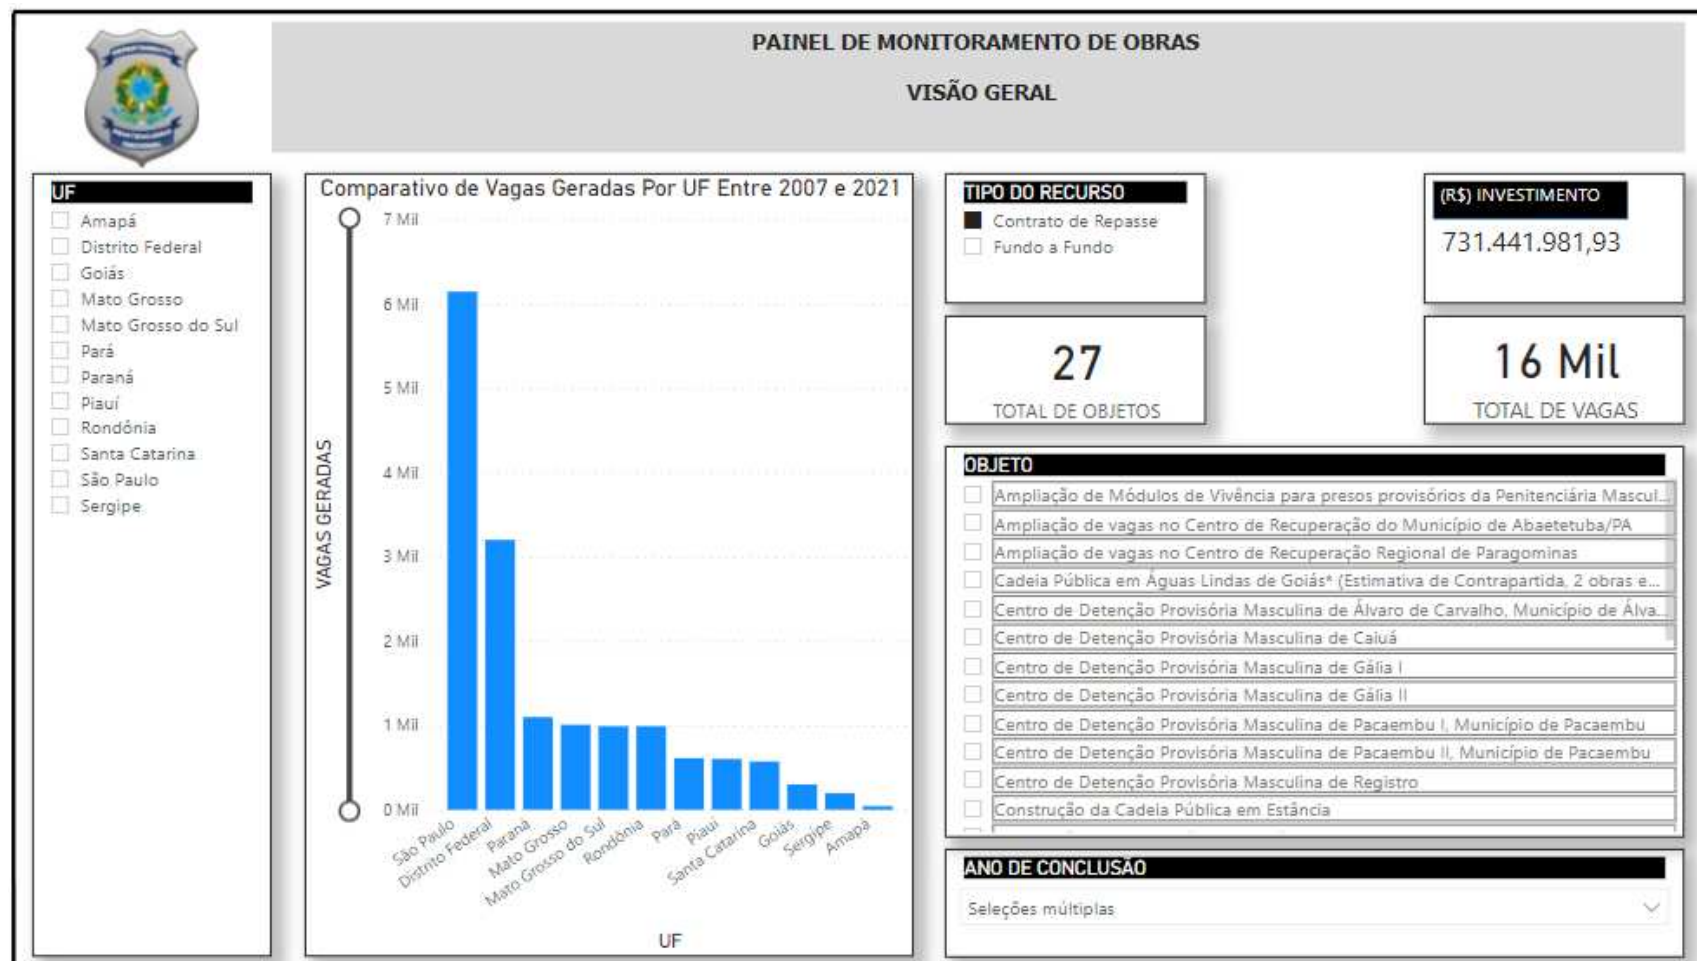 PAINEL DE MONITORAMENTO DE OBRAS
VISÃO GERAL
UF
Amapá
Distrito Federal
Goiás
Mato Grosso
Mato Grosso do Sul
Pará
Paraná
Piauí
Rondônia
Santa Catarina
São Paulo
Sergipe
Comparativo de Vagas Geradas Por UF Entre 2007 e 2021
VAGAS GERADAS
7 Mil
6 Mil
5 Mil
4 Mil
3 Mil
2 Mil
1 Mil
0 Mil
São Paulo
Distrito Federal
Paraná
Mato Grosso
Mato Grosso do Sul
Rondônia
Pará
Piauí
Santa Catarina
Goiás
Sergipe
Amapá
UF
TIPO DO RECURSO
Contrato de Repasse
Fundo a Fundo
(R$) INVESTIMENTO
731.441.981,93
27
TOTAL DE OBJETOS
16 Mil
TOTAL DE VAGAS
OBJETO
Ampliação de Módulos de Vivência para presos provisórios da Penitenciária Mascul...
Ampliação de vagas no Centro de Recuperação do Município de Abaetetuba/PA
Ampliação de vagas no Centro de Recuperação Regional de Paragominas
Cadeia Pública em Águas Lindas de Goiás* (Estimativa de Contrapartida, 2 obras e...
Centro de Detenção Provisória Masculina de Álvaro de Carvalho, Município de Álva...
Centro de Detenção Provisória Masculina de Caiuá
Centro de Detenção Provisória Masculina de Gália I
Centro de Detenção Provisória Masculina de Gália II
Centro de Detenção Provisória Masculina de Pacaembu I, Município de Pacaembu
Centro de Detenção Provisória Masculina de Pacaembu II, Município de Pacaembu
Centro de Detenção Provisória Masculina de Registro
Construção da Cadeia Pública em Estância
ANO DE CONCLUSÃO
Seleções múltiplas